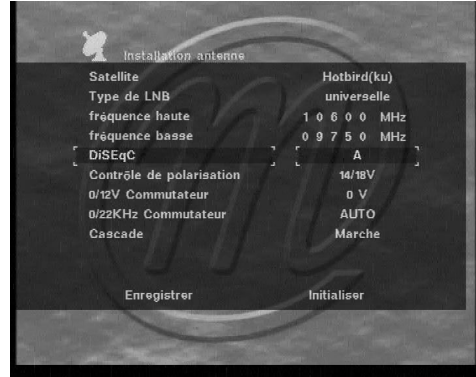 Installation antenne
Satellite Hotbird(ku)
Type de LNB universelle
fréquence haute 1 0 6 0 0 MHz
fréquence basse 0 9 7 5 0 MHz
DiSEqC A
Contrôle de polarisation 14/18V
0/12V Commutateur 0 V
0/22KHz Commutateur AUTO
Cascade Marche
Enregistrer Initialiser